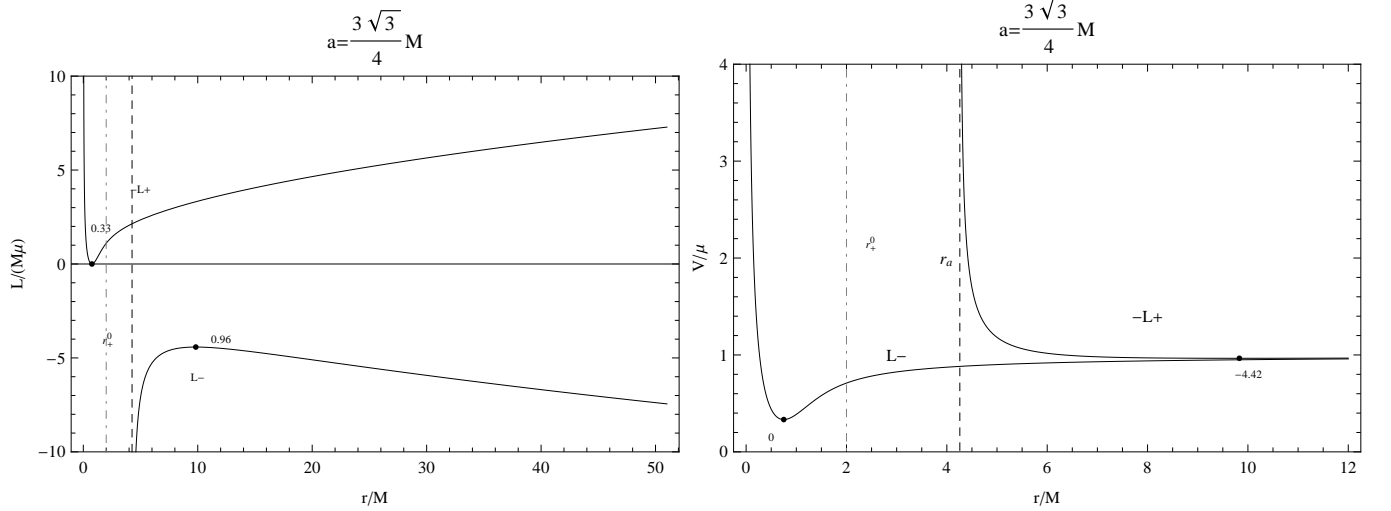 a=3√3/4 M
10
5
0
−5
−10
L/(Mμ)
0.33
−L+
r₊⁰
0.96
L−
0 10 20 30 40 50
r/M
a=3√3/4 M
4
3
2
1
0
V/μ
r₊⁰
rₐ
−L+
L−
−4.42
0
0 2 4 6 8 10 12
r/M